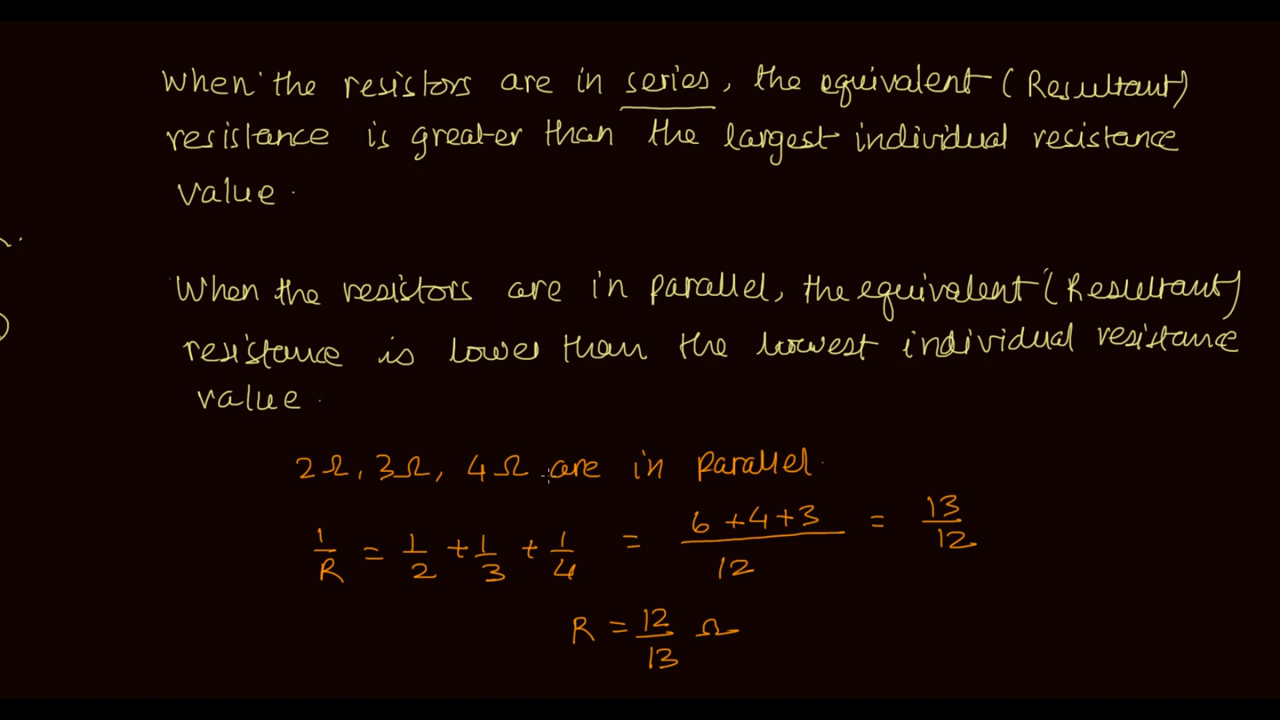 When the resistors are in series, the equivalent (Resultant)
resistance is greater than the largest individual resistance
value.
When the resistors are in parallel, the equivalent (Resultant)
resistance is lower than the lowest individual resistance
value.
2Ω, 3Ω, 4Ω are in parallel.
1/R = 1/2 + 1/3 + 1/4 = (6+4+3)/12 = 13/12
R = 12/13 Ω